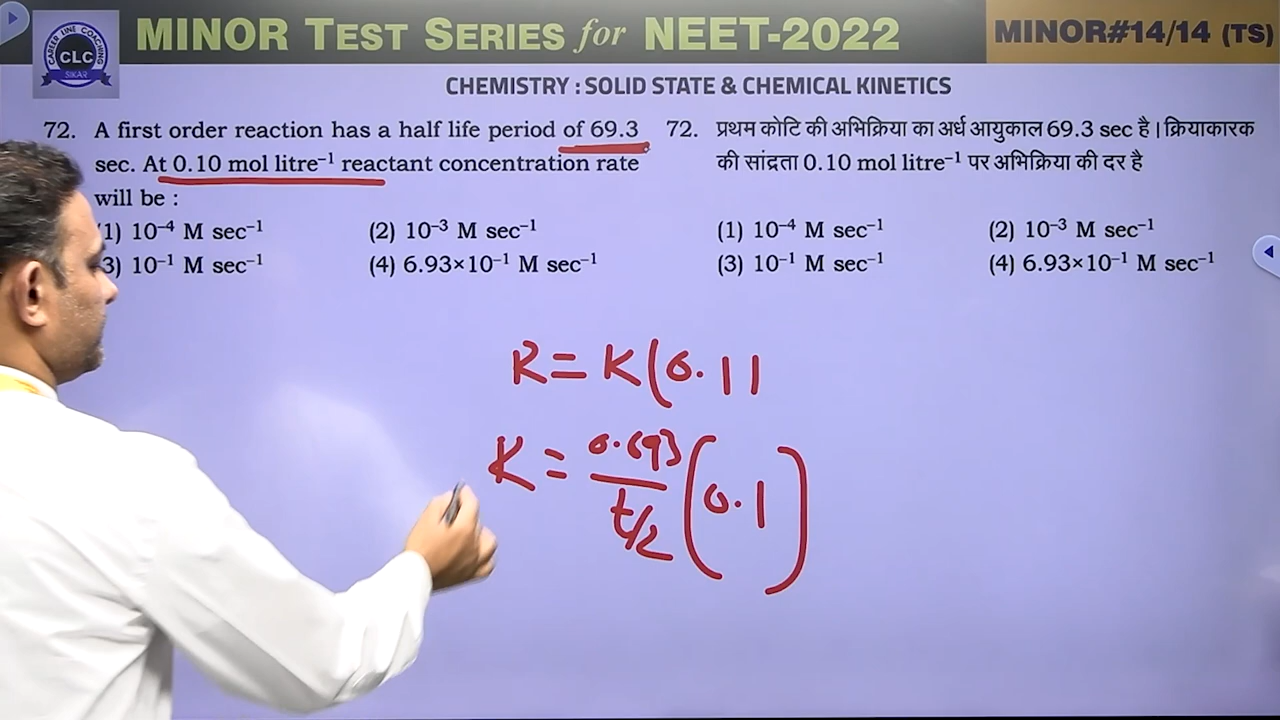 CAREER LINE COACHING
CLC
SIKAR
MINOR TEST SERIES for NEET-2022
MINOR#14/14 (TS)
CHEMISTRY : SOLID STATE & CHEMICAL KINETICS
72. A first order reaction has a half life period of 69.3
sec. At 0.10 mol litre⁻¹ reactant concentration rate
will be :
1) 10⁻⁴ M sec⁻¹ (2) 10⁻³ M sec⁻¹
3) 10⁻¹ M sec⁻¹ (4) 6.93×10⁻¹ M sec⁻¹
72. प्रथम कोटि की अभिक्रिया का अर्ध आयुकाल 69.3 sec है। क्रियाकारक
की सांद्रता 0.10 mol litre⁻¹ पर अभिक्रिया की दर है
(1) 10⁻⁴ M sec⁻¹ (2) 10⁻³ M sec⁻¹
(3) 10⁻¹ M sec⁻¹ (4) 6.93×10⁻¹ M sec⁻¹
R = K(0.1)
K = 0.693/t½ (0.1)